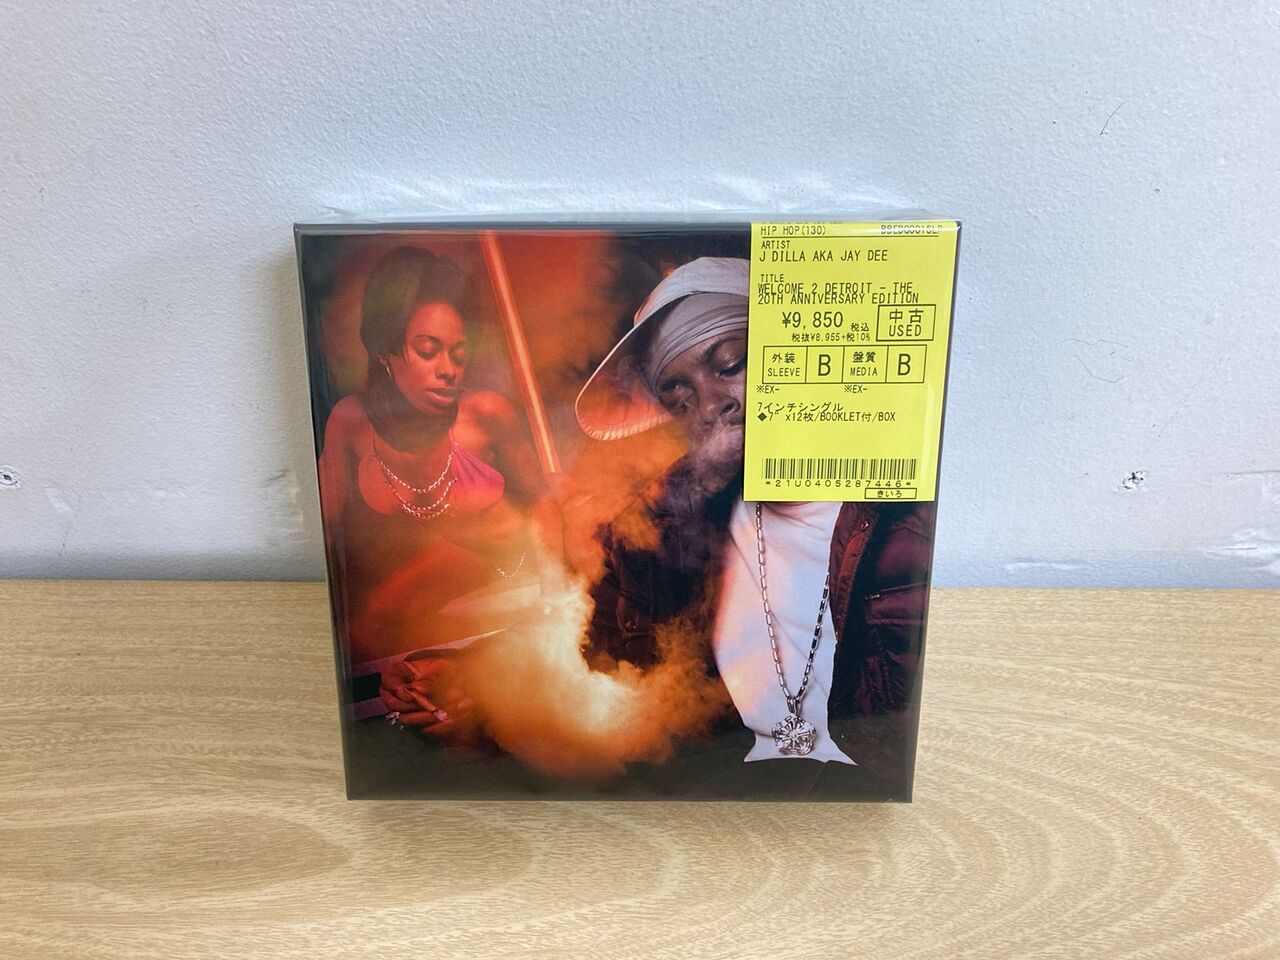 HIP HOP(130) BBEBG001SLP
ARTIST
J DILLA AKA JAY DEE
TITLE
WELCOME 2 DETROIT - THE
20TH ANNIVERSARY EDITION
¥9,850 税込 中古
税抜¥8,955+税10% USED
外装 SLEEVE B 盤質 MEDIA B
※EX- ※EX-
7インチシングル
◆7" x12枚/BOOKLET付/BOX
*21U0405287446*
きいろ